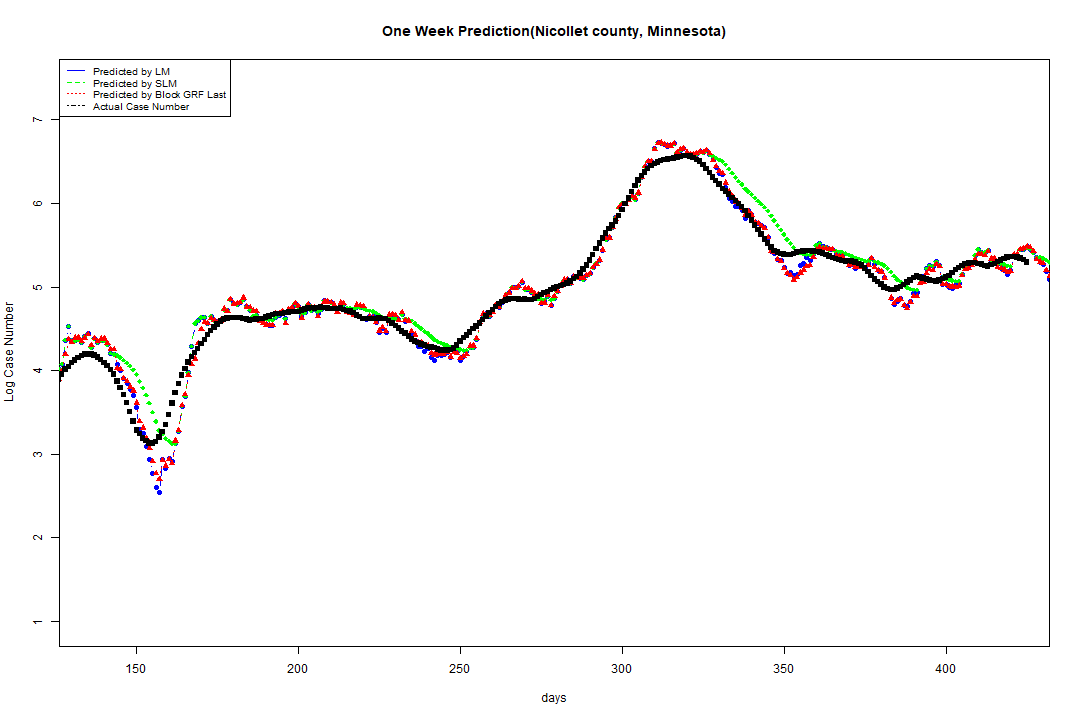 One Week Prediction(Nicollet county, Minnesota)
Predicted by LM
Predicted by SLM
Predicted by Block GRF Last
Actual Case Number
7
6
5
4
3
2
1
Log Case Number
150 200 250 300 350 400
days